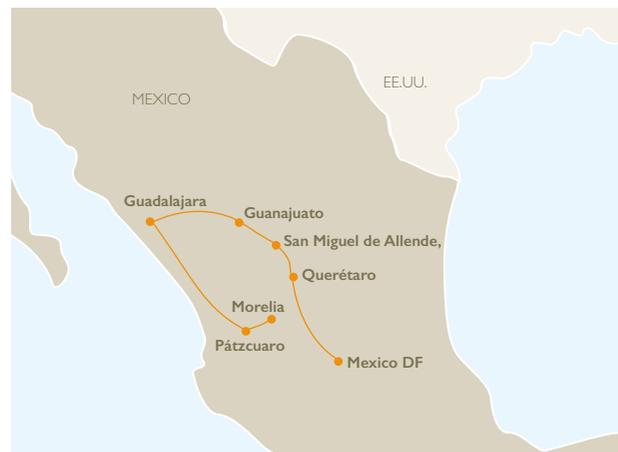 EE.UU.
MEXICO
Guadalajara
Guanajuato
San Miguel de Allende,
Querétaro
Morelia
Pátzcuaro
Mexico DF